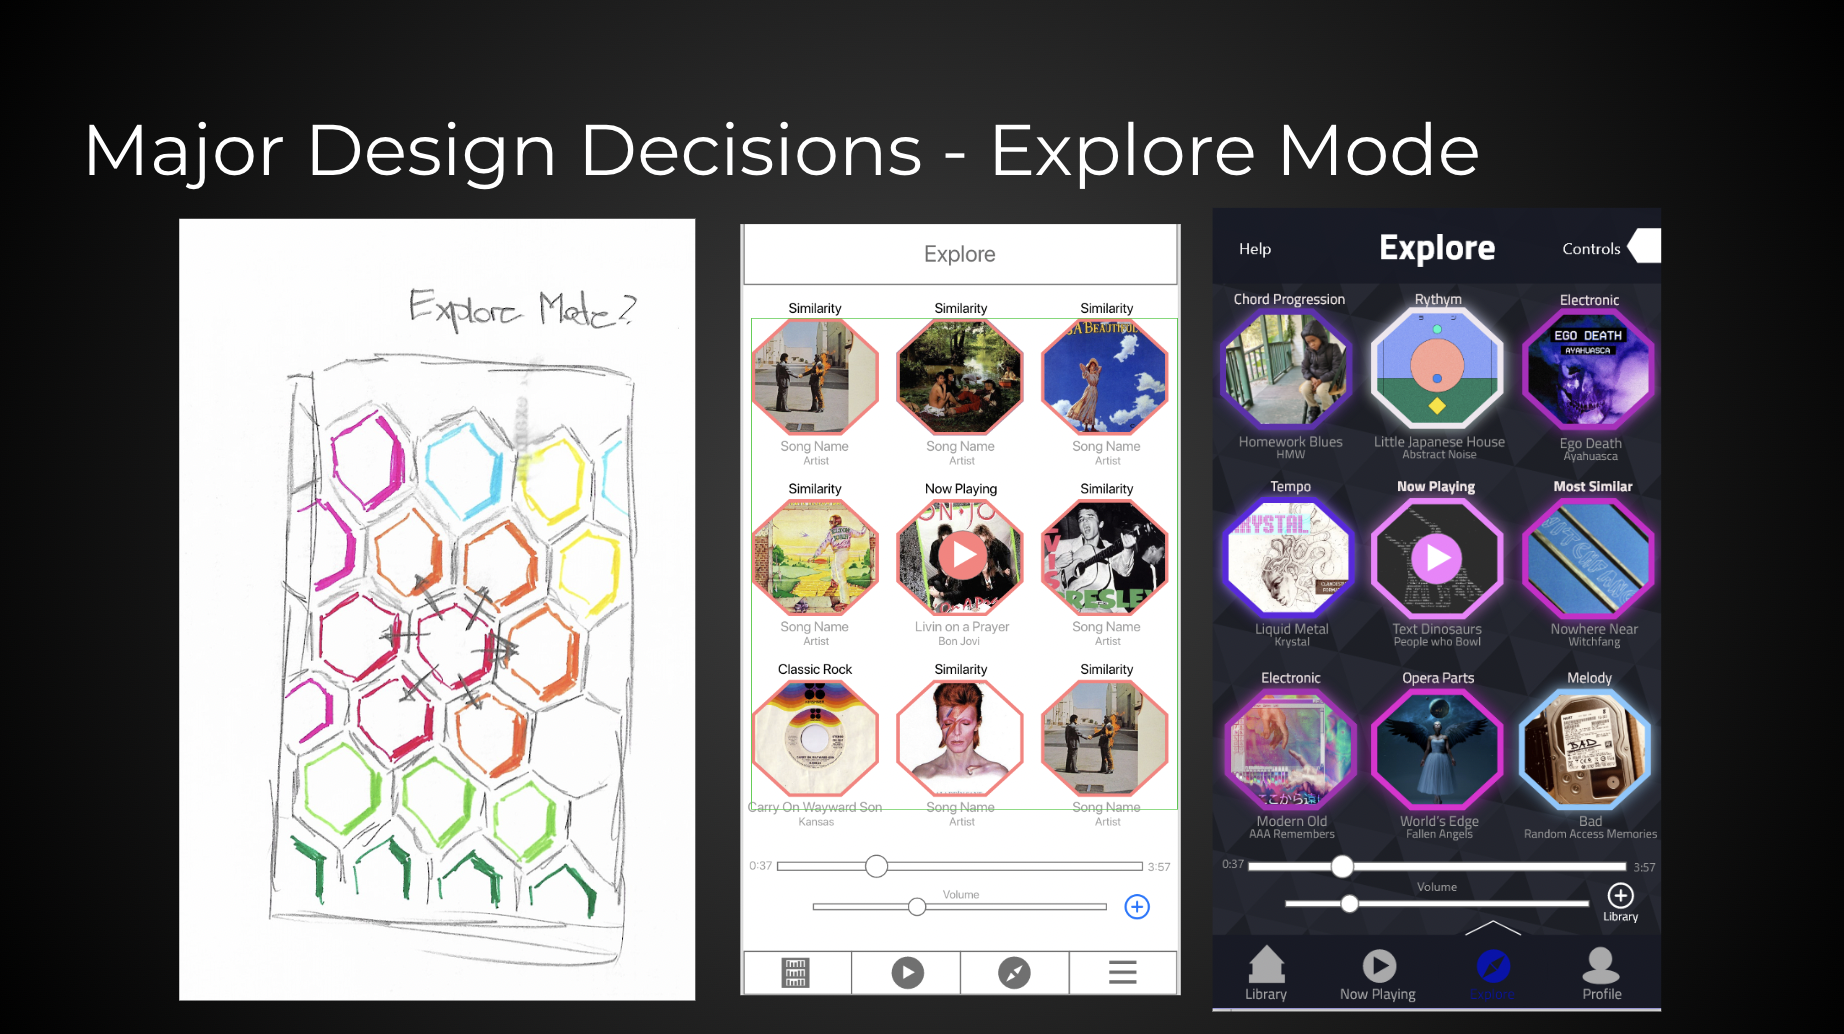 Major Design Decisions - Explore Mode
Explore Mode?
Explore
Similarity Similarity Similarity
A BEAUTIFUL
Song Name Song Name Song Name
Artist Artist Artist
Similarity Now Playing Similarity
ON JO
VIS
RESLEY
Song Name Livin on a Prayer Song Name
Artist Bon Jovi Artist
Classic Rock Similarity Similarity
Carry On Wayward Son Song Name Song Name
Kansas Artist Artist
0:37 3:57
Volume
Help Explore Controls
Chord Progression Rythym Electronic
EGO DEATH
AYAHUASCA
Homework Blues Little Japanese House Ego Death
HMW Abstract Noise Ayahuasca
Tempo Now Playing Most Similar
KRYSTAL
Liquid Metal Text Dinosaurs Nowhere Near
Krystal People who Bowl Witchfang
Electronic Opera Parts Melody
BAD
Modern Old World's Edge Bad
AAA Remembers Fallen Angels Random Access Memories
0:37 3:57
Volume
Library
Library Now Playing Explore Profile